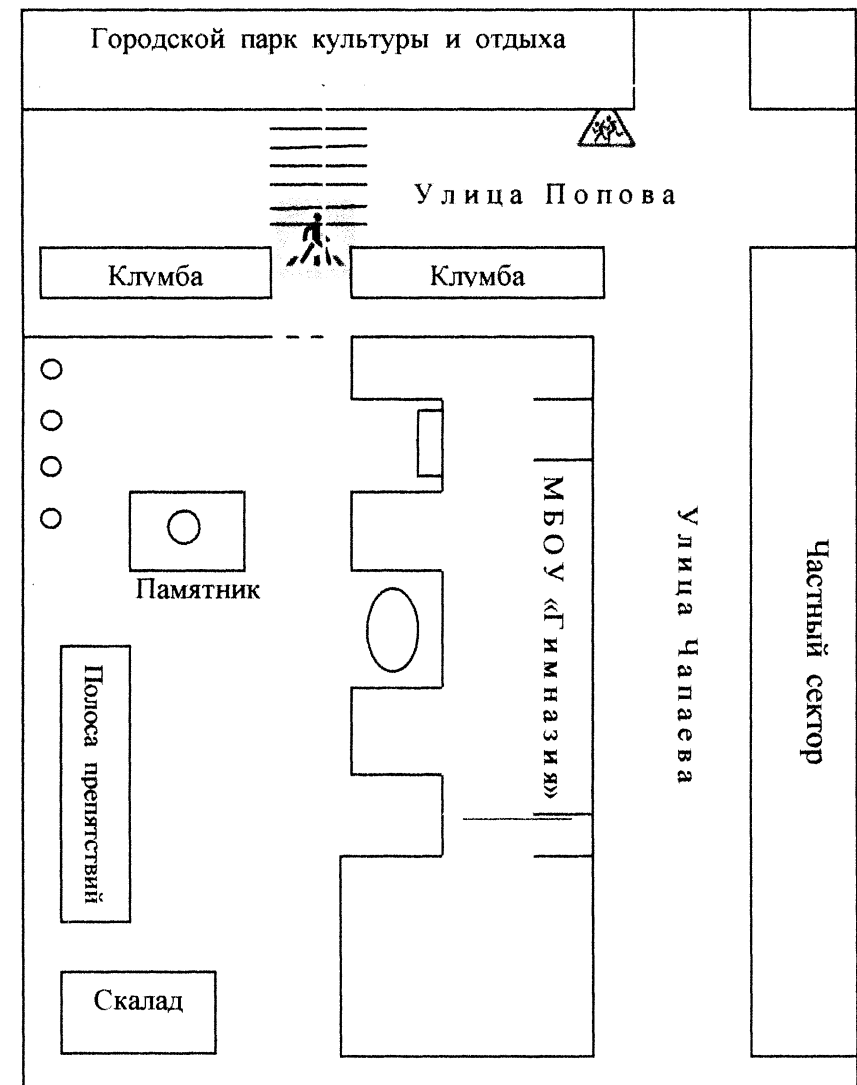 Городской парк культуры и отдыха
Улица Попова
Клумба
Клумба
Памятник
МБОУ «Гимназия»
Улица Чапаева
Частный сектор
Полоса препятствий
Скалад